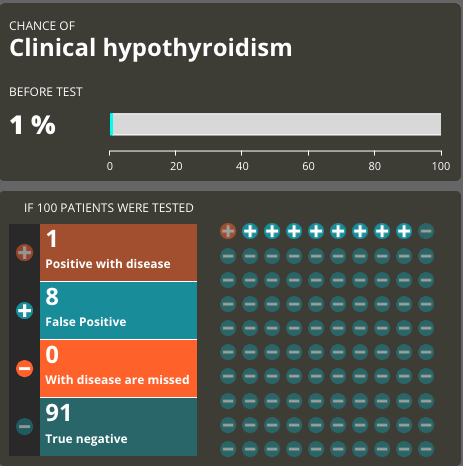 CHANCE OF
Clinical hypothyroidism
BEFORE TEST
1 %
0 20 40 60 80 100
IF 100 PATIENTS WERE TESTED
1
Positive with disease
8
False Positive
0
With disease are missed
91
True negative